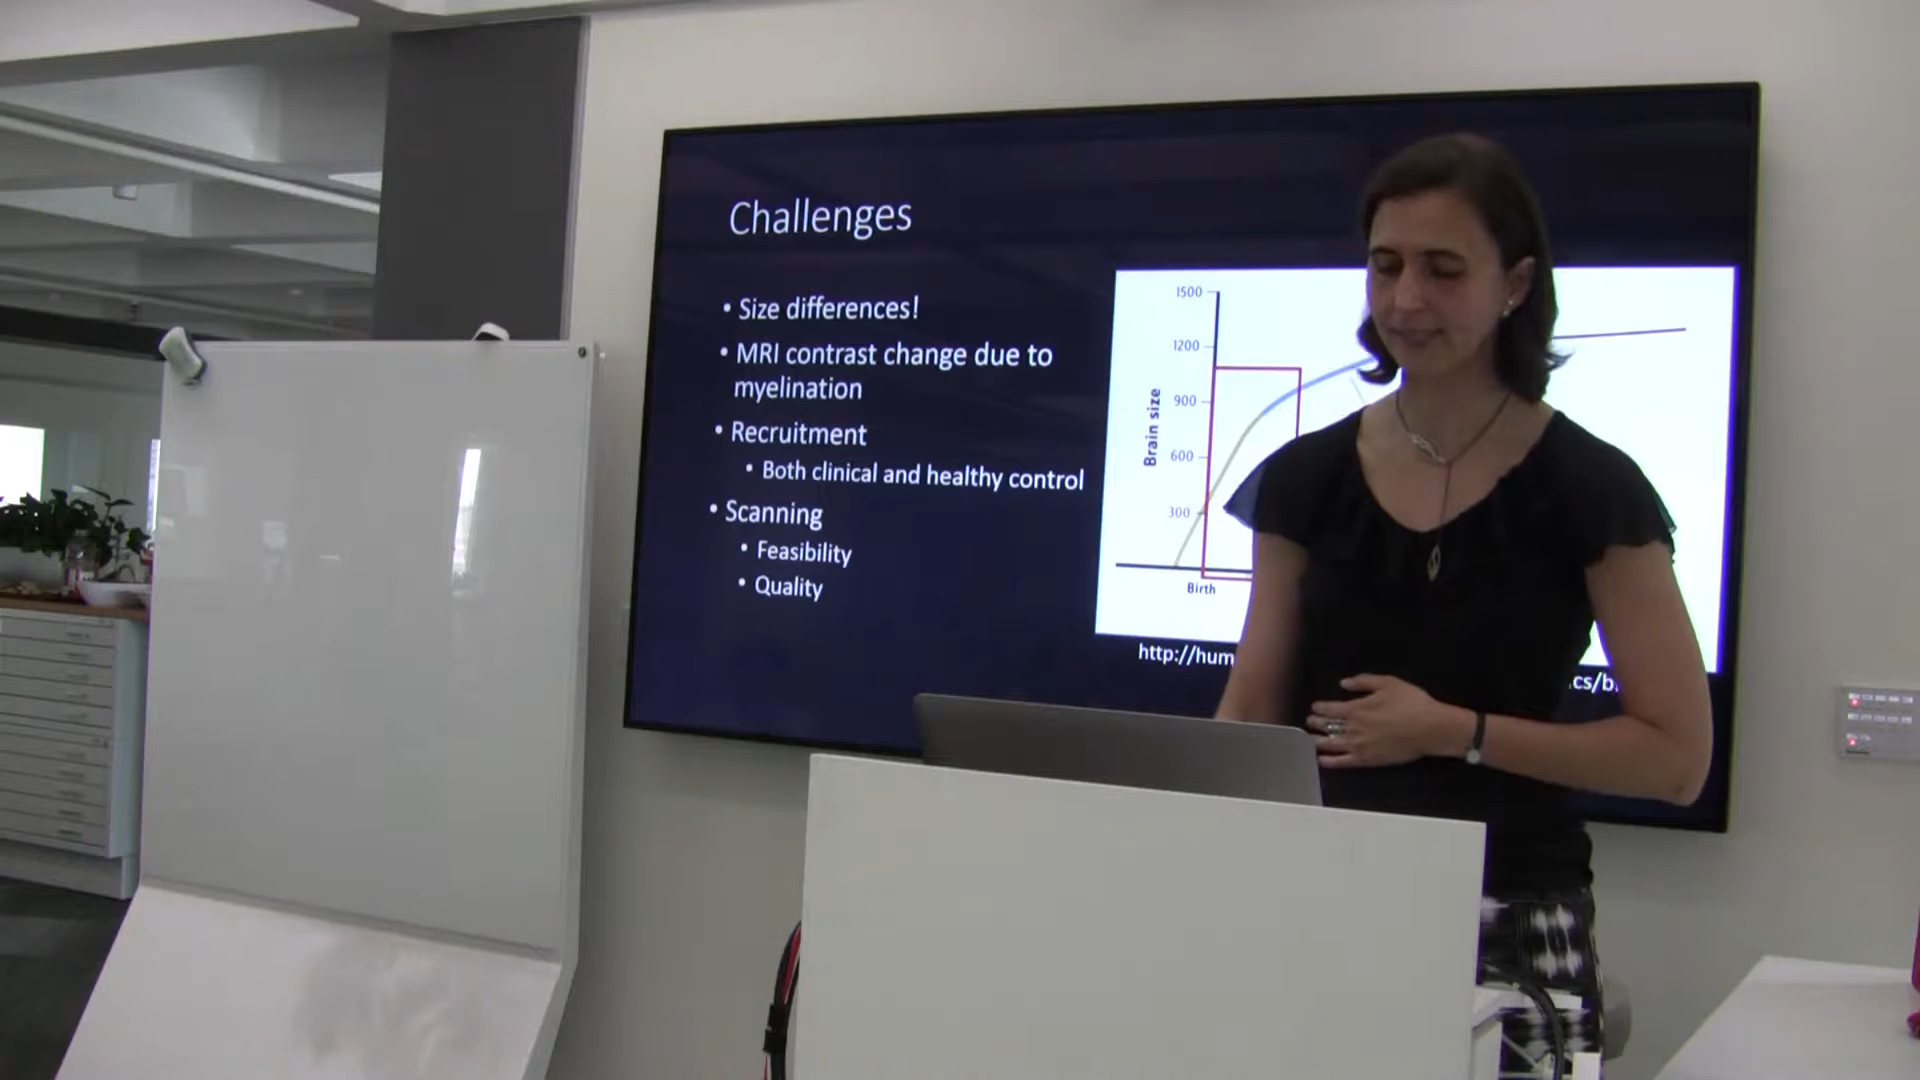 Challenges
• Size differences!
• MRI contrast change due to
myelination
• Recruitment
• Both clinical and healthy control
• Scanning
• Feasibility
• Quality
1500
1200
900
600
300
Brain size
Birth
http://hum
.cs/b